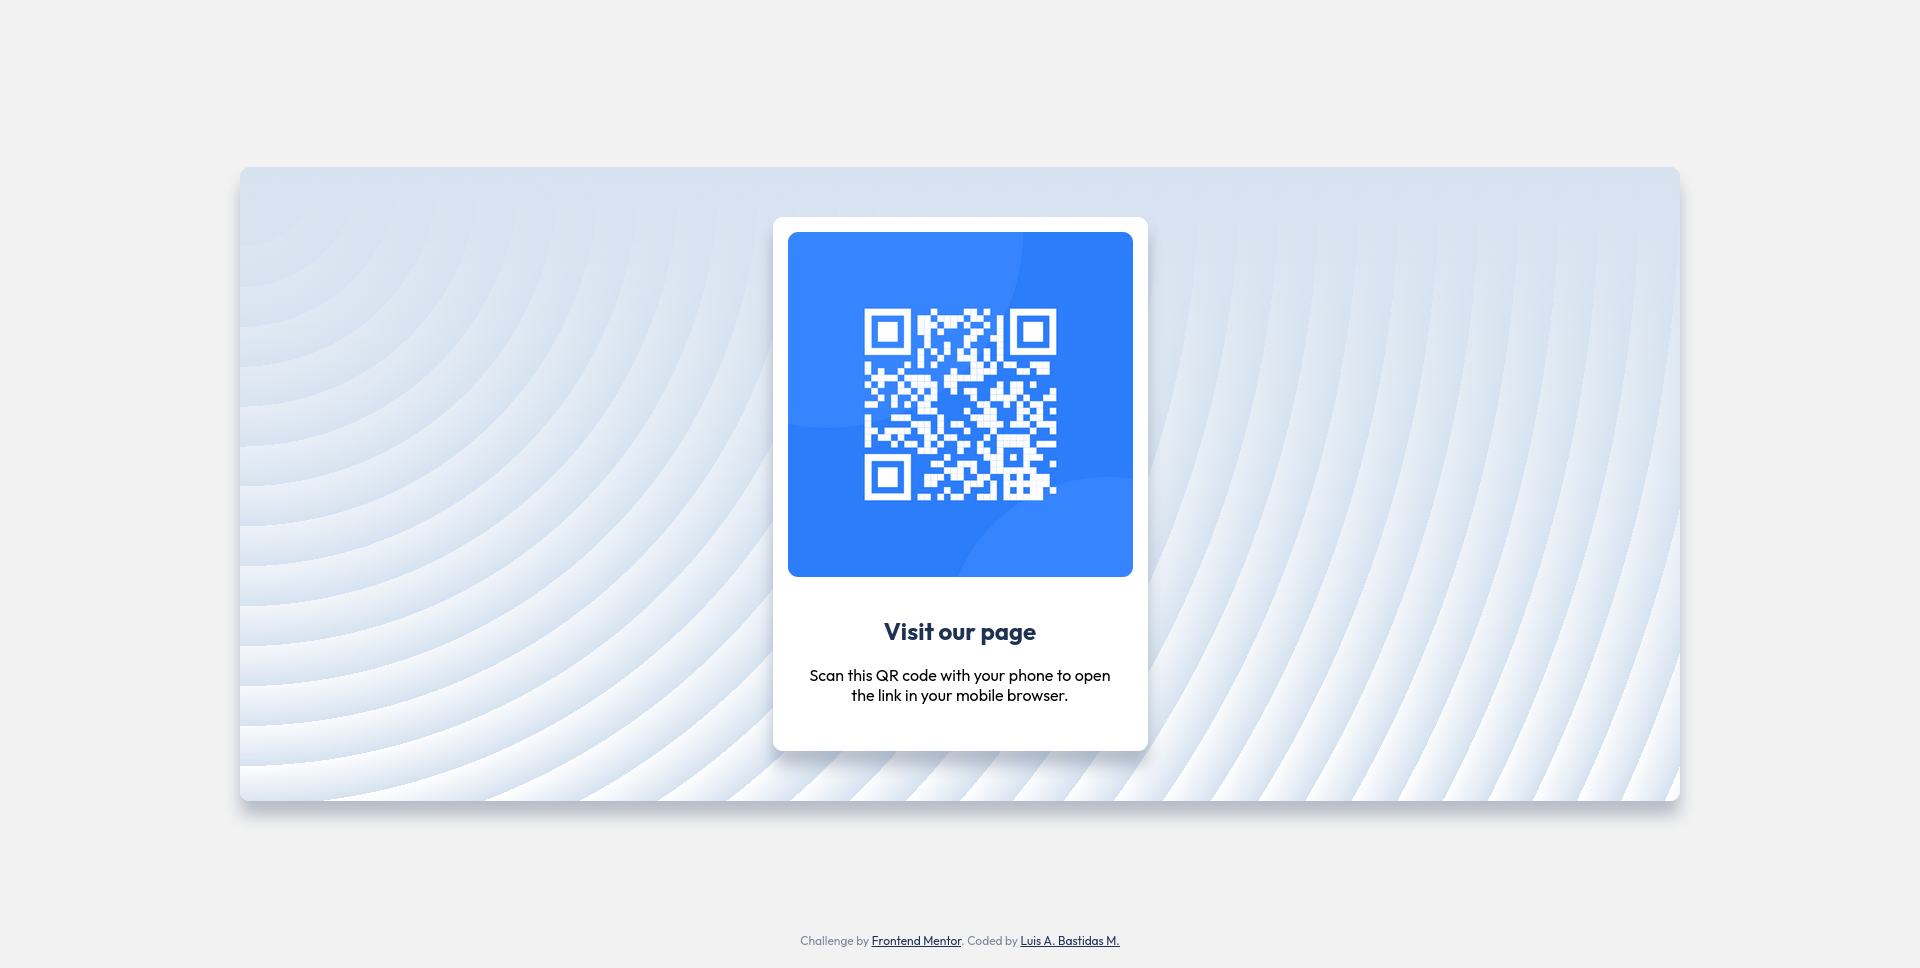 Visit our page
Scan this QR code with your phone to open
the link in your mobile browser.
Challenge by Frontend Mentor. Coded by Luis A. Bastidas M.